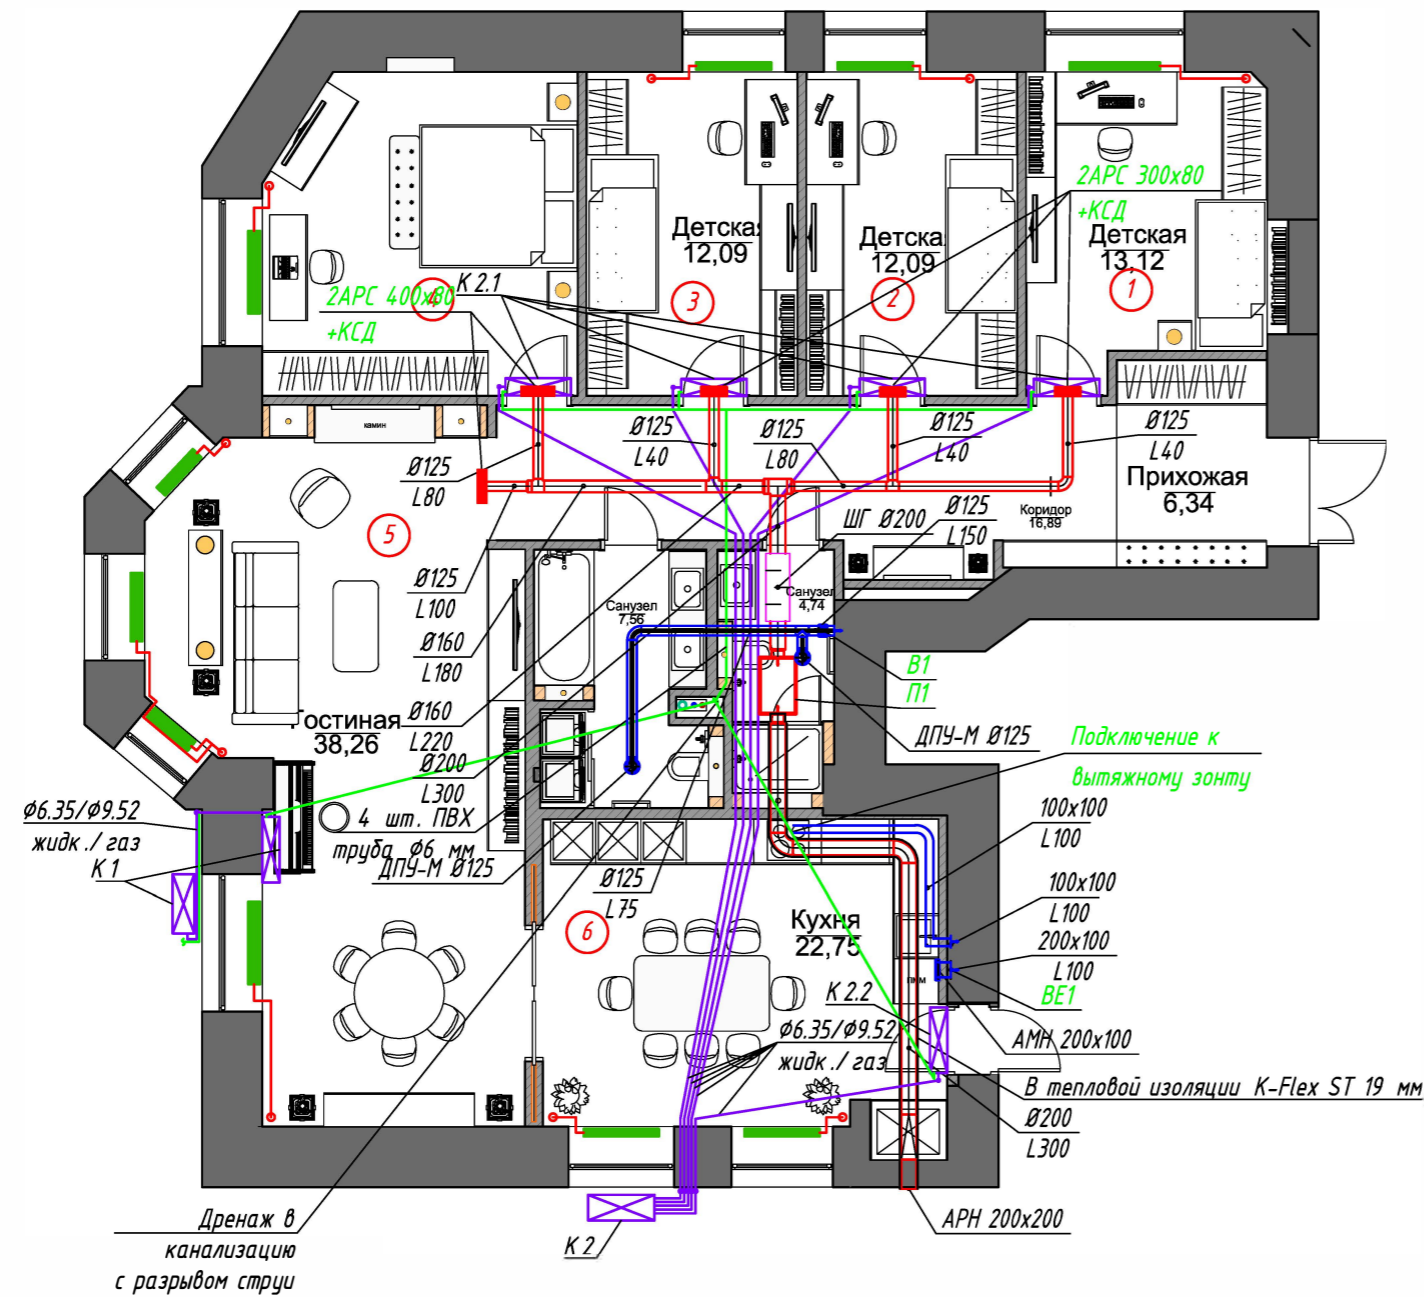 2АРС 300х80
+КСД
Детская
12,09
Детска
12,09
Детская
13,12
1
2
3
4
2АРС 400х80
+КСД
К 2.1
камин
Ø125
L80
Ø125
L40
Ø125
L80
Ø125
L40
Ø125
L40
Прихожая
6,34
Коридор
16,89
5
ШГ Ø200
Ø125
L150
Ø125
L100
Санузел
7,56
Санузел
4,74
Ø160
L180
В1
П1
Ø160
L220
остиная
38,26
ДПУ-М Ø125
Подключение к
вытяжному зонту
Ø200
L300
Ø6.35/Ø9.52
жидк./ газ
К 1
4 шт. ПВХ
труба Ø6 мм
ДПУ-М Ø125
100х100
L100
Ø125
L75
6
Кухня
22,75
100х100
L100
200х100
L100
ВЕ1
пмм
К 2.2
Ø6.35/Ø9.52
жидк./ газ
АМН 200х100
В тепловой изоляции K-Flex ST 19 мм
Ø200
L300
Дренаж в
канализацию
с разрывом струи
К 2
АРН 200х200